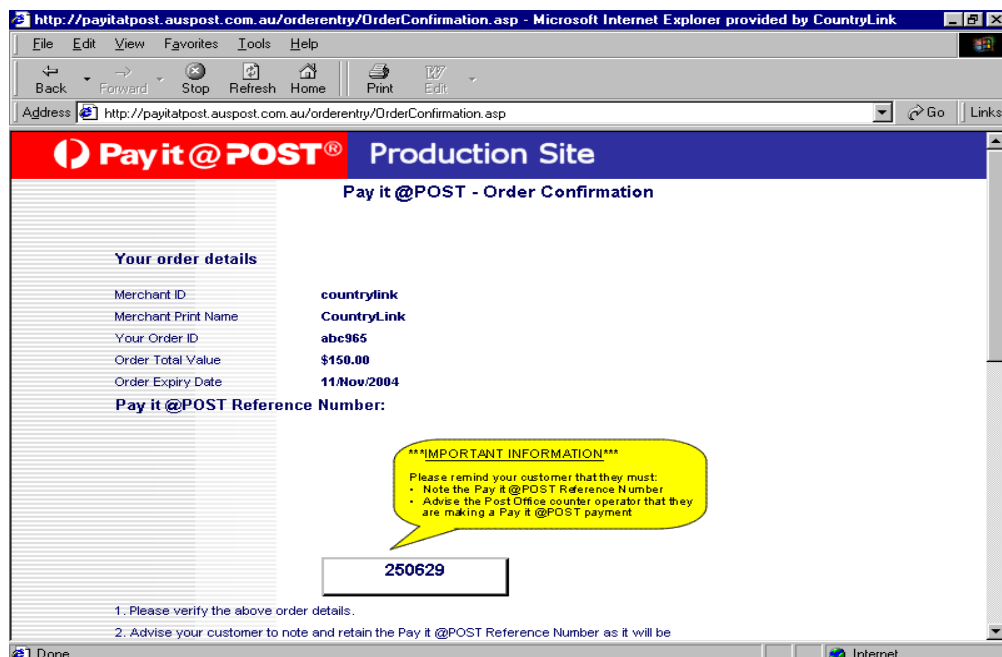 http://payitatpost.auspost.com.au/orderentry/OrderConfirmation.asp - Microsoft Internet Explorer provided by CountryLink
File Edit View Favorites Tools Help
Back Forward Stop Refresh Home Print Edit
Address http://payitatpost.auspost.com.au/orderentry/OrderConfirmation.asp Go Links
Pay it @ POST® Production Site
Pay it @POST - Order Confirmation
Your order details
Merchant ID countrylink
Merchant Print Name CountryLink
Your Order ID abc965
Order Total Value $150.00
Order Expiry Date 11/Nov/2004
Pay it @POST Reference Number:
***IMPORTANT INFORMATION***
Please remind your customer that they must:
• Note the Pay it @POST Reference Number
• Advise the Post Office counter operator that they
are making a Pay it @POST payment
250629
1. Please verify the above order details.
2. Advise your customer to note and retain the Pay it @POST Reference Number as it will be
Done Internet